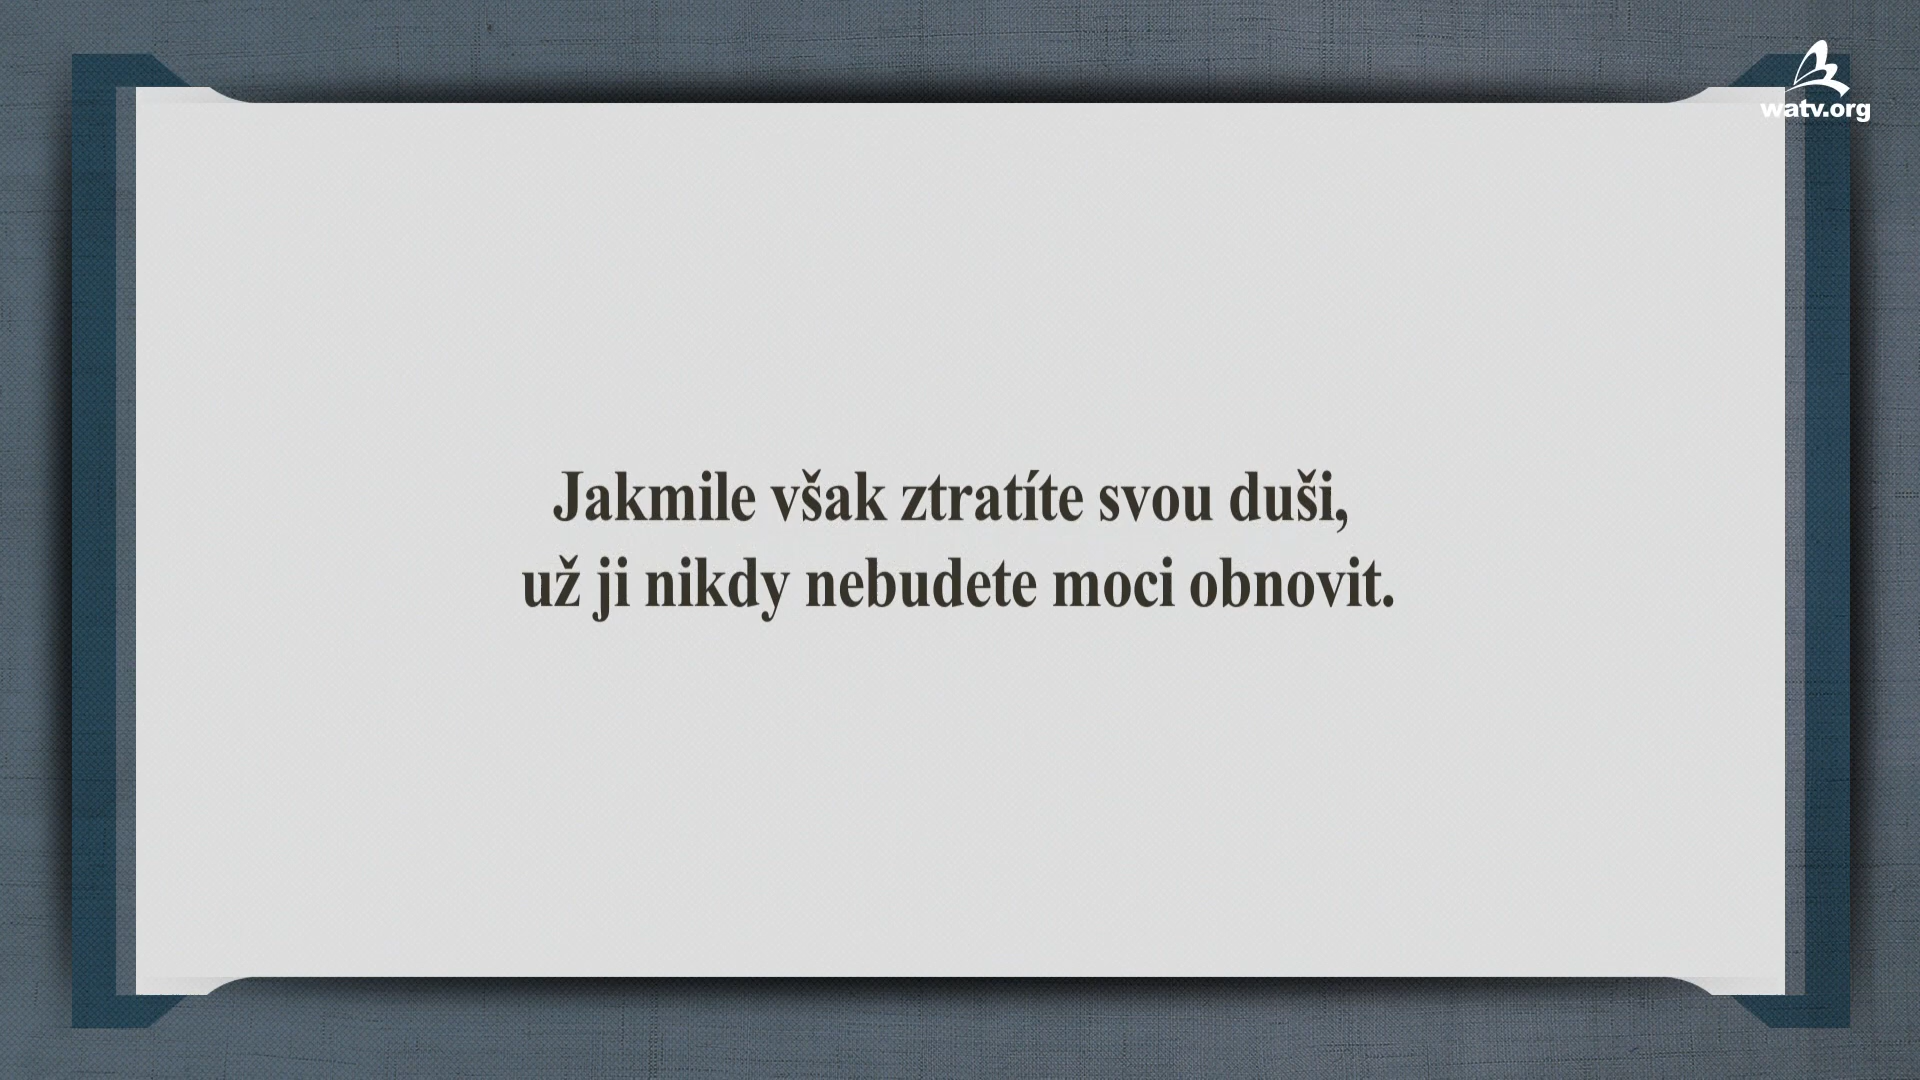 watv.org
Jakmile však ztratíte svou duši,
už ji nikdy nebudete moci obnovit.